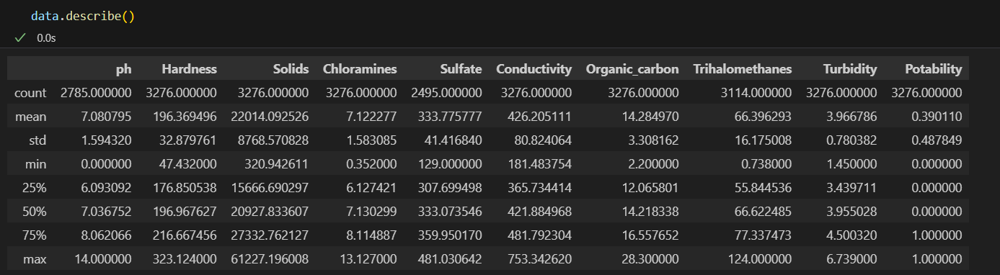 data.describe()
0.0s
ph Hardness Solids Chloramines Sulfate Conductivity Organic_carbon Trihalomethanes Turbidity Potability
count 2785.000000 3276.000000 3276.000000 3276.000000 2495.000000 3276.000000 3276.000000 3114.000000 3276.000000 3276.000000
mean 7.080795 196.369496 22014.092526 7.122277 333.775777 426.205111 14.284970 66.396293 3.966786 0.390110
std 1.594320 32.879761 8768.570828 1.583085 41.416840 80.824064 3.308162 16.175008 0.780382 0.487849
min 0.000000 47.432000 320.942611 0.352000 129.000000 181.483754 2.200000 0.738000 1.450000 0.000000
25% 6.093092 176.850538 15666.690297 6.127421 307.699498 365.734414 12.065801 55.844536 3.439711 0.000000
50% 7.036752 196.967627 20927.833607 7.130299 333.073546 421.884968 14.218338 66.622485 3.955028 0.000000
75% 8.062066 216.667456 27332.762127 8.114887 359.950170 481.792304 16.557652 77.337473 4.500320 1.000000
max 14.000000 323.124000 61227.196008 13.127000 481.030642 753.342620 28.300000 124.000000 6.739000 1.000000